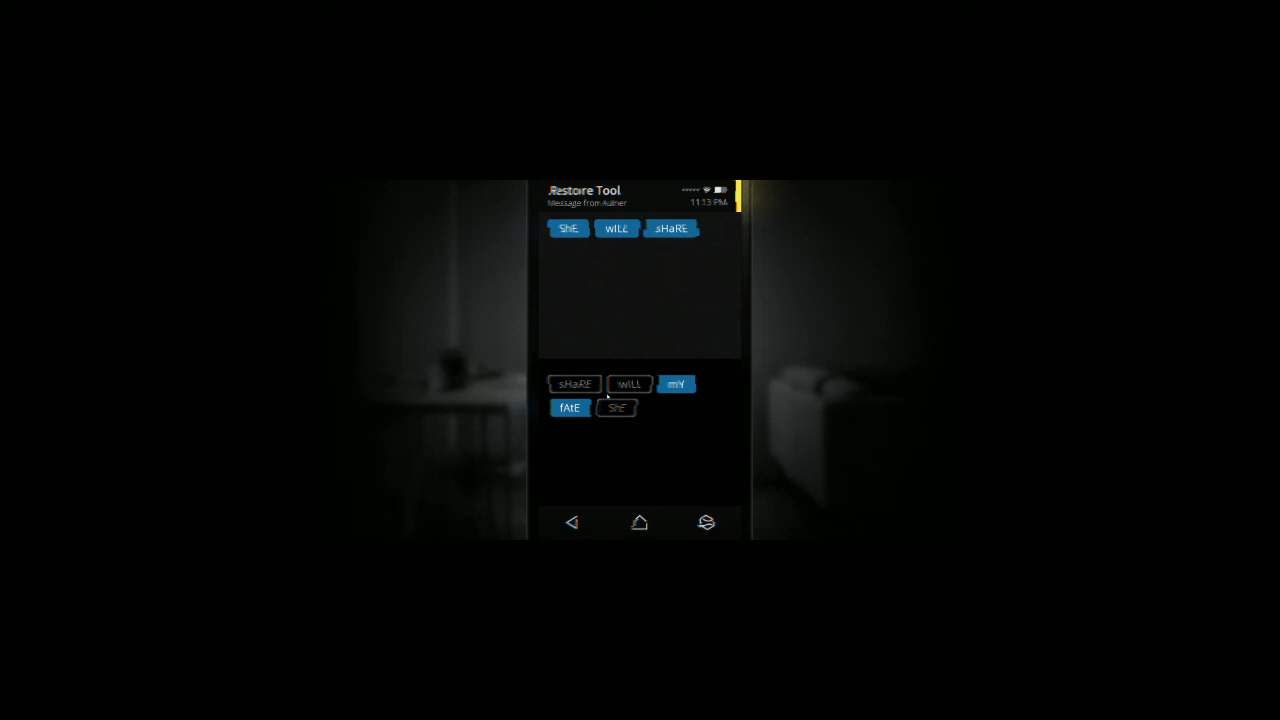 Restore Tool
Message from Aulner
11:13 PM
ShE wiLL sHaRE
sHaRE wiLL mY
fAtE ShE